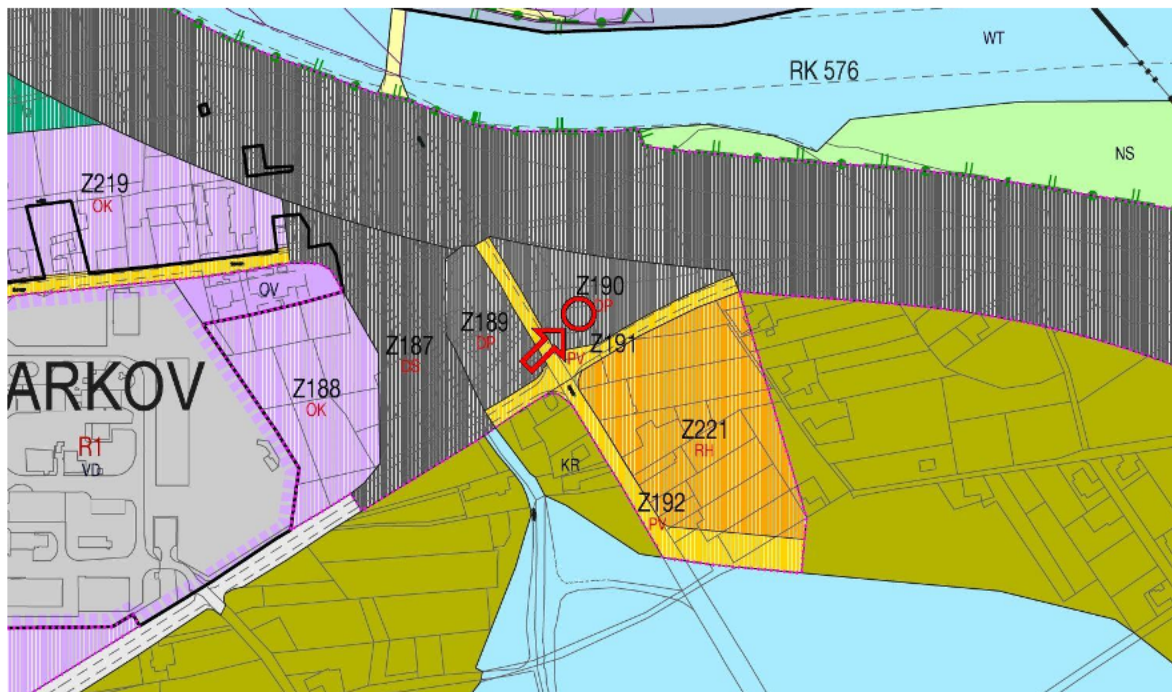 WT
RK 576
NS
Z219
OK
OV
Z190
DP
Z189
DP
Z191
PV
Z187
DS
Z188
OK
ARKOV
R1
VD
Z221
RH
KR
Z192
PV